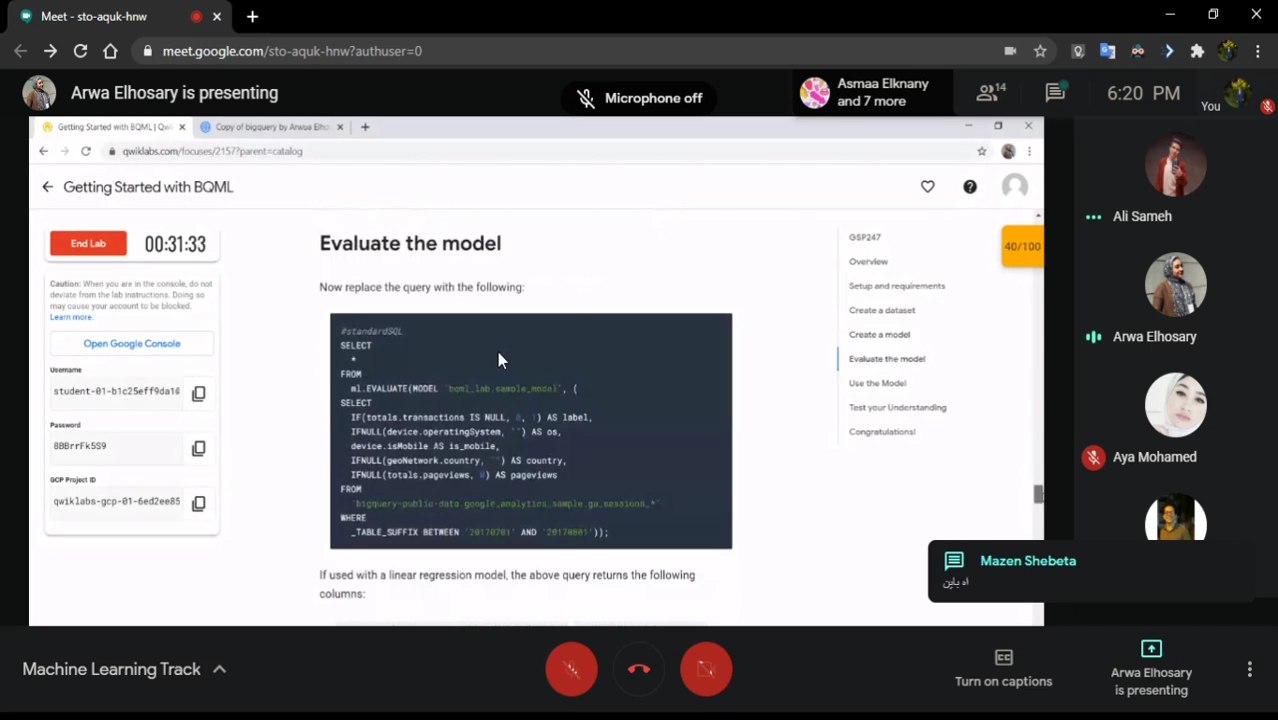 Meet - sto-aquk-hnw
meet.google.com/sto-aquk-hnw?authuser=0
Arwa Elhosary is presenting
Microphone off
Asmaa Elknany
and 7 more
14
6:20 PM
You
Getting Started with BQML | Qwi
Copy of bigquery by Arwua Elho
qwiklabs.com/focuses/2157?parent=catalog
Getting Started with BQML
End Lab
00:31:33
Caution: When you are in the console, do not
deviate from the lab instructions. Doing so
may cause your account to be blocked.
Learn more.
Open Google Console
Username
student-01-b1c25eff9da1@
Password
8BBrrFk5S9
GCP Project ID
qwiklabs-gcp-01-6ed2ee85
Evaluate the model
Now replace the query with the following:
#standardSQL
SELECT
*
FROM
ml.EVALUATE(MODEL `bqml_lab.sample_model`, (
SELECT
IF(totals.transactions IS NULL, 0, 1) AS label,
IFNULL(device.operatingSystem, "") AS os,
device.isMobile AS is_mobile,
IFNULL(geoNetwork.country, "") AS country,
IFNULL(totals.pageviews, 0) AS pageviews
FROM
`bigquery-public-data.google_analytics_sample.ga_sessions_*`
WHERE
_TABLE_SUFFIX BETWEEN '20170701' AND '20170801'));
If used with a linear regression model, the above query returns the following
columns:
GSP247
Overview
Setup and requirements
Create a dataset
Create a model
Evaluate the model
Use the Model
Test your Understanding
Congratulations!
40/100
Ali Sameh
Arwa Elhosary
Aya Mohamed
Mazen Shebeta
اه باين
Machine Learning Track
Turn on captions
Arwa Elhosary
is presenting